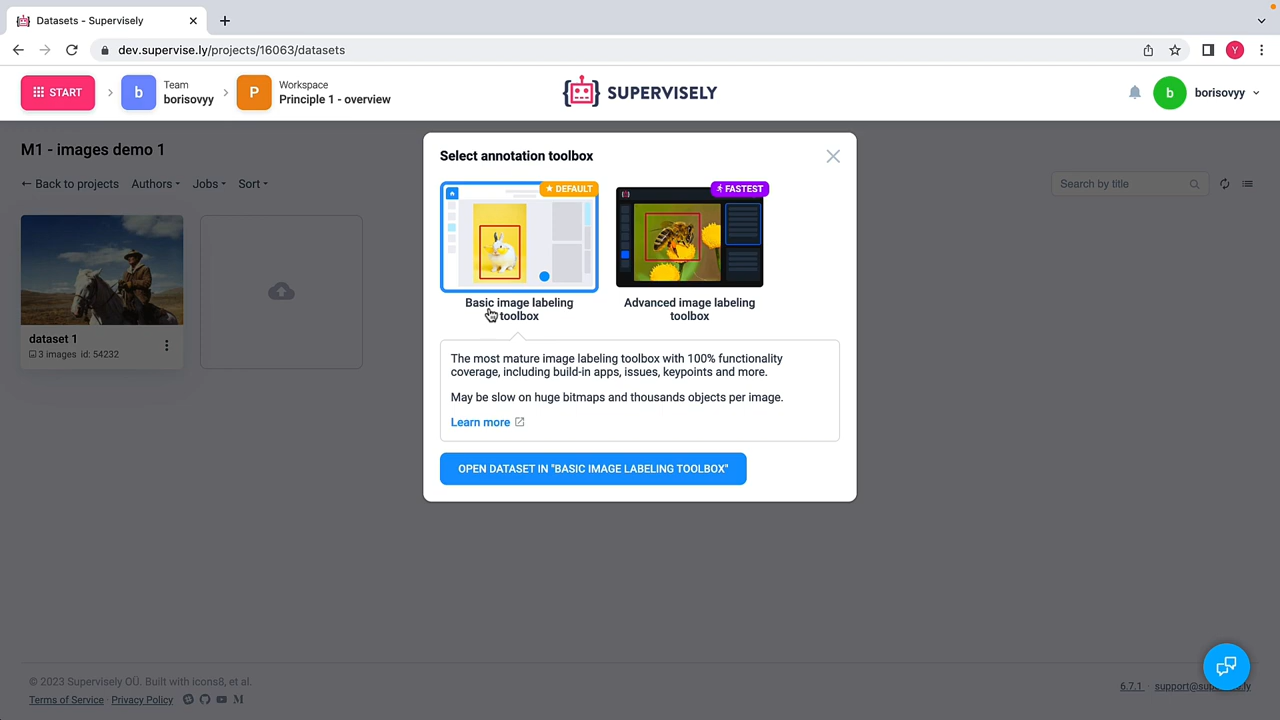 Datasets - Supervisely
dev.supervise.ly/projects/16063/datasets
Y
START
b
Team
borisovyy
P
Workspace
Principle 1 - overview
SUPERVISELY
b
borisovyy
M1 - images demo 1
← Back to projects
Authors
Jobs
Sort
Search by title
dataset 1
3 images id: 54232
Select annotation toolbox
DEFAULT
FASTEST
Basic image labeling
toolbox
Advanced image labeling
toolbox
The most mature image labeling toolbox with 100% functionality
coverage, including build-in apps, issues, keypoints and more.
May be slow on huge bitmaps and thousands objects per image.
Learn more
OPEN DATASET IN "BASIC IMAGE LABELING TOOLBOX"
© 2023 Supervisely OÜ. Built with icons8, et al.
Terms of Service · Privacy Policy
6.7.1 ·